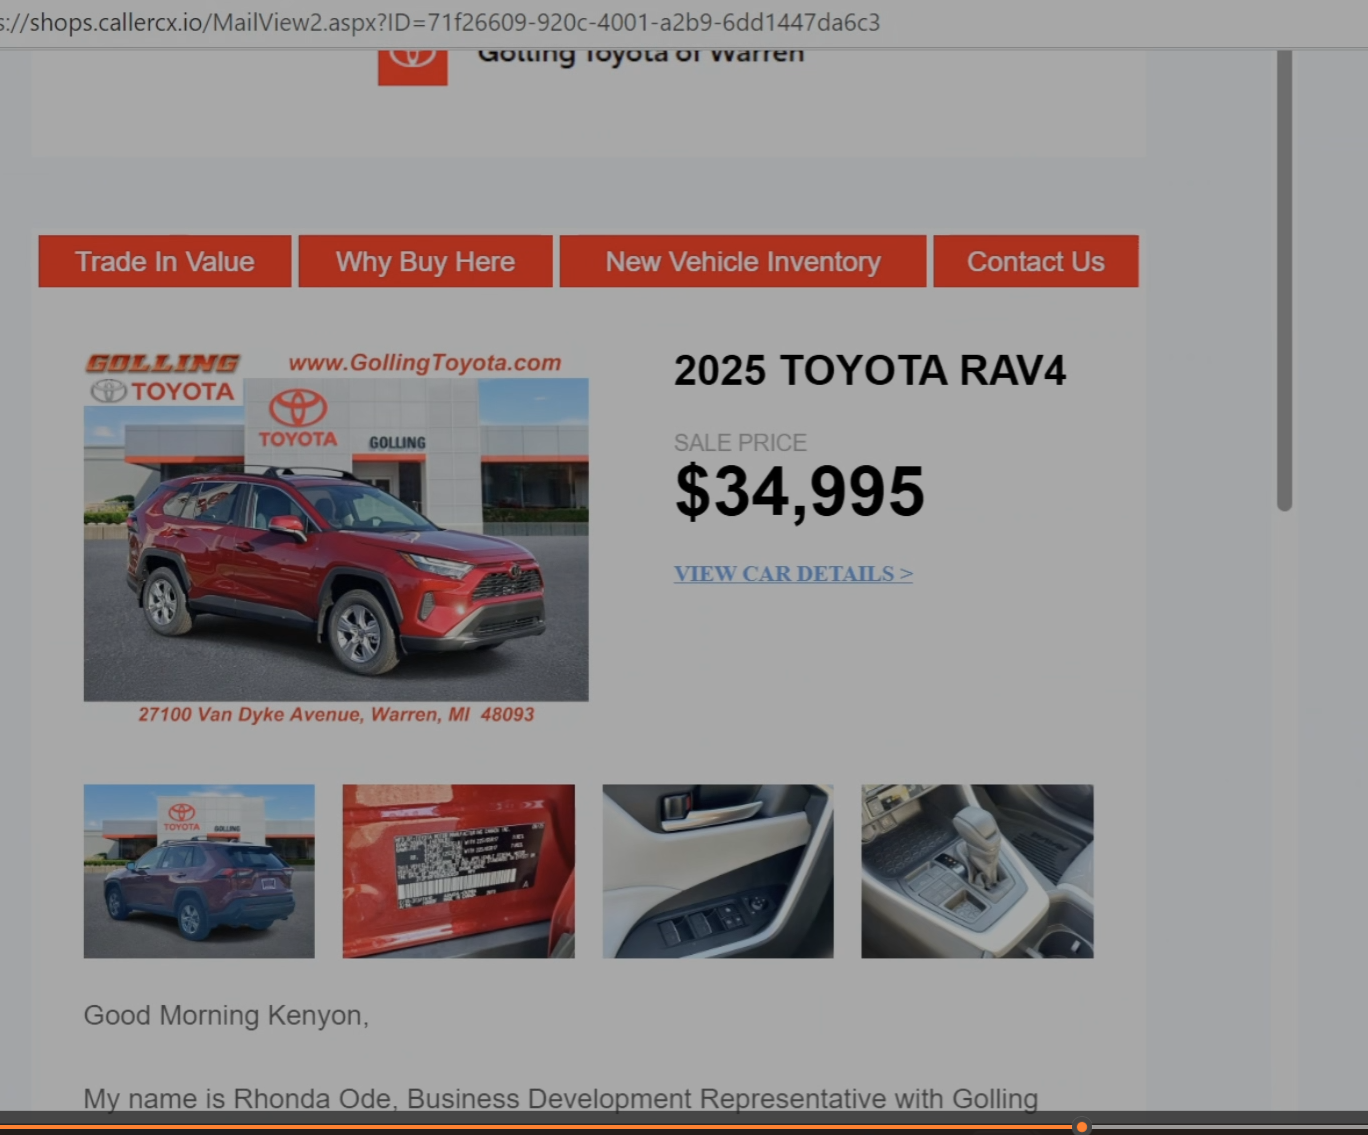 s://shops.callercx.io/MailView2.aspx?ID=71f26609-920c-4001-a2b9-6dd1447da6c3
Golling Toyota of Warren
Trade In Value
Why Buy Here
New Vehicle Inventory
Contact Us
GOLLING
TOYOTA
www.GollingToyota.com
TOYOTA
GOLLING
27100 Van Dyke Avenue, Warren, MI 48093
2025 TOYOTA RAV4
SALE PRICE
$34,995
VIEW CAR DETAILS >
TOYOTA
GOLLING
Good Morning Kenyon,
My name is Rhonda Ode, Business Development Representative with Golling